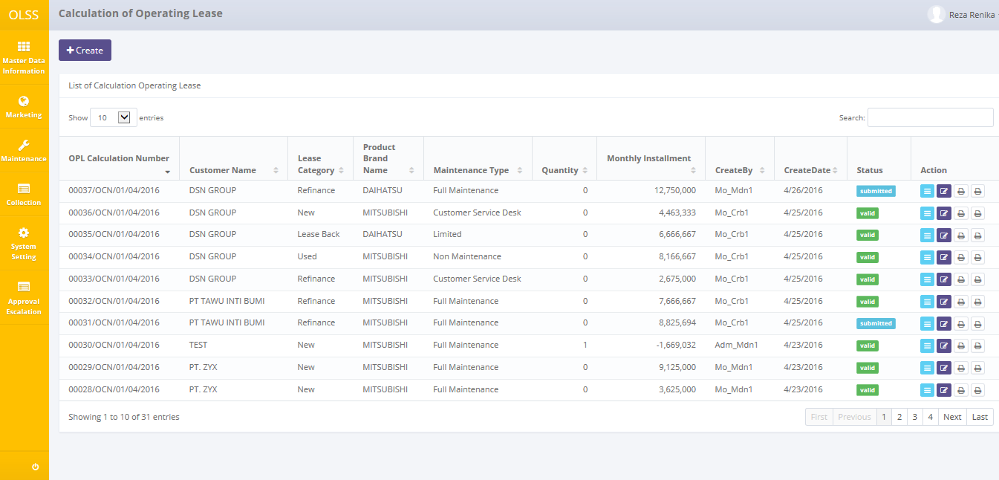 OLSS
Calculation of Operating Lease
Reza Renika
Master Data
Information
Marketing
Maintenance
Collection
System
Setting
Approval
Escalation
Create
List of Calculation Operating Lease
Show 10 entries
Search:
OPL Calculation Number Customer Name Lease Category Product Brand Name Maintenance Type Quantity Monthly Installment CreateBy CreateDate Status Action
00037/OCN/01/04/2016 DSN GROUP Refinance DAIHATSU Full Maintenance 0 12,750,000 Mo_Mdn1 4/26/2016 submitted
00036/OCN/01/04/2016 DSN GROUP New MITSUBISHI Customer Service Desk 0 4,463,333 Mo_Crb1 4/25/2016 valid
00035/OCN/01/04/2016 DSN GROUP Lease Back DAIHATSU Limited 0 6,666,667 Mo_Crb1 4/25/2016 valid
00034/OCN/01/04/2016 DSN GROUP Used MITSUBISHI Non Maintenance 0 8,166,667 Mo_Crb1 4/25/2016 valid
00033/OCN/01/04/2016 DSN GROUP Refinance MITSUBISHI Customer Service Desk 0 2,675,000 Mo_Crb1 4/25/2016 valid
00032/OCN/01/04/2016 PT TAWU INTI BUMI Refinance MITSUBISHI Full Maintenance 0 7,666,667 Mo_Crb1 4/25/2016 valid
00031/OCN/01/04/2016 PT TAWU INTI BUMI Refinance MITSUBISHI Full Maintenance 0 8,825,694 Mo_Crb1 4/25/2016 submitted
00030/OCN/01/04/2016 TEST New MITSUBISHI Full Maintenance 1 -1,669,032 Adm_Mdn1 4/23/2016 valid
00029/OCN/01/04/2016 PT. ZYX New MITSUBISHI Full Maintenance 0 9,125,000 Mo_Mdn1 4/23/2016 valid
00028/OCN/01/04/2016 PT. ZYX New MITSUBISHI Full Maintenance 0 3,625,000 Mo_Mdn1 4/23/2016 valid
Showing 1 to 10 of 31 entries
First Previous 1 2 3 4 Next Last